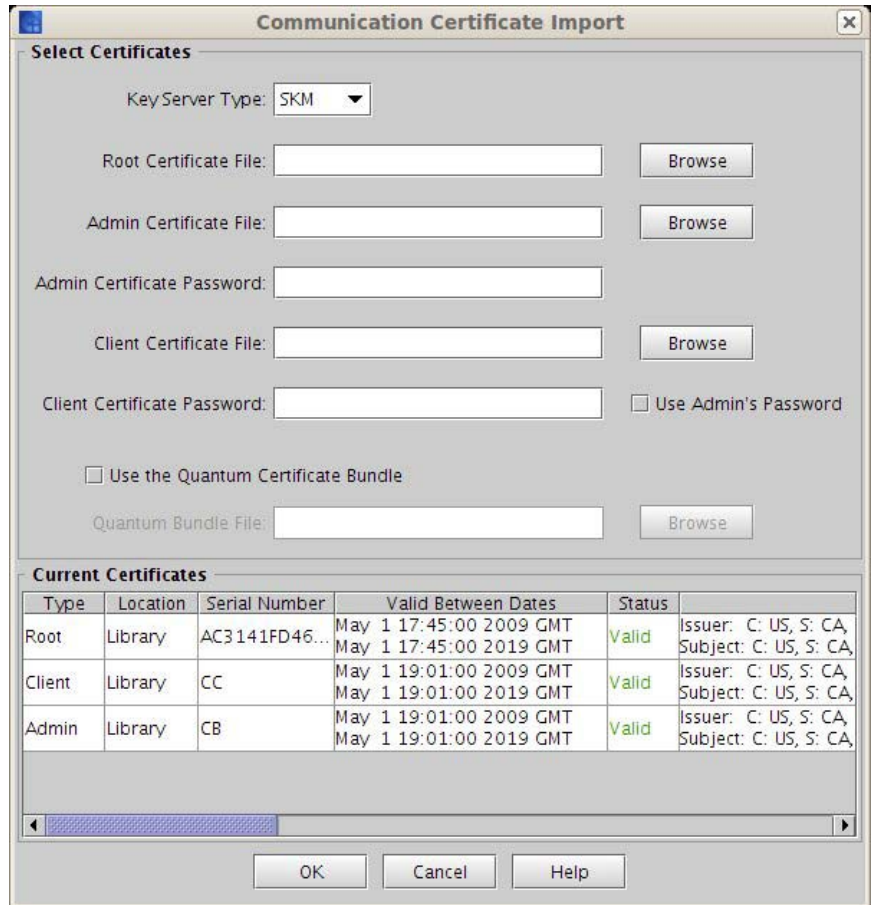 Communication Certificate Import
Select Certificates
Key Server Type: SKM
Root Certificate File: Browse
Admin Certificate File: Browse
Admin Certificate Password:
Client Certificate File: Browse
Client Certificate Password: Use Admin's Password
Use the Quantum Certificate Bundle
Quantum Bundle File: Browse
Current Certificates
Type Location Serial Number Valid Between Dates Status
Root Library AC3141FD46... May 1 17:45:00 2009 GMT Valid Issuer: C: US, S: CA,
May 1 17:45:00 2019 GMT Subject: C: US, S: CA,
Client Library CC May 1 19:01:00 2009 GMT Valid Issuer: C: US, S: CA,
May 1 19:01:00 2019 GMT Subject: C: US, S: CA,
Admin Library CB May 1 19:01:00 2009 GMT Valid Issuer: C: US, S: CA,
May 1 19:01:00 2019 GMT Subject: C: US, S: CA,
OK Cancel Help